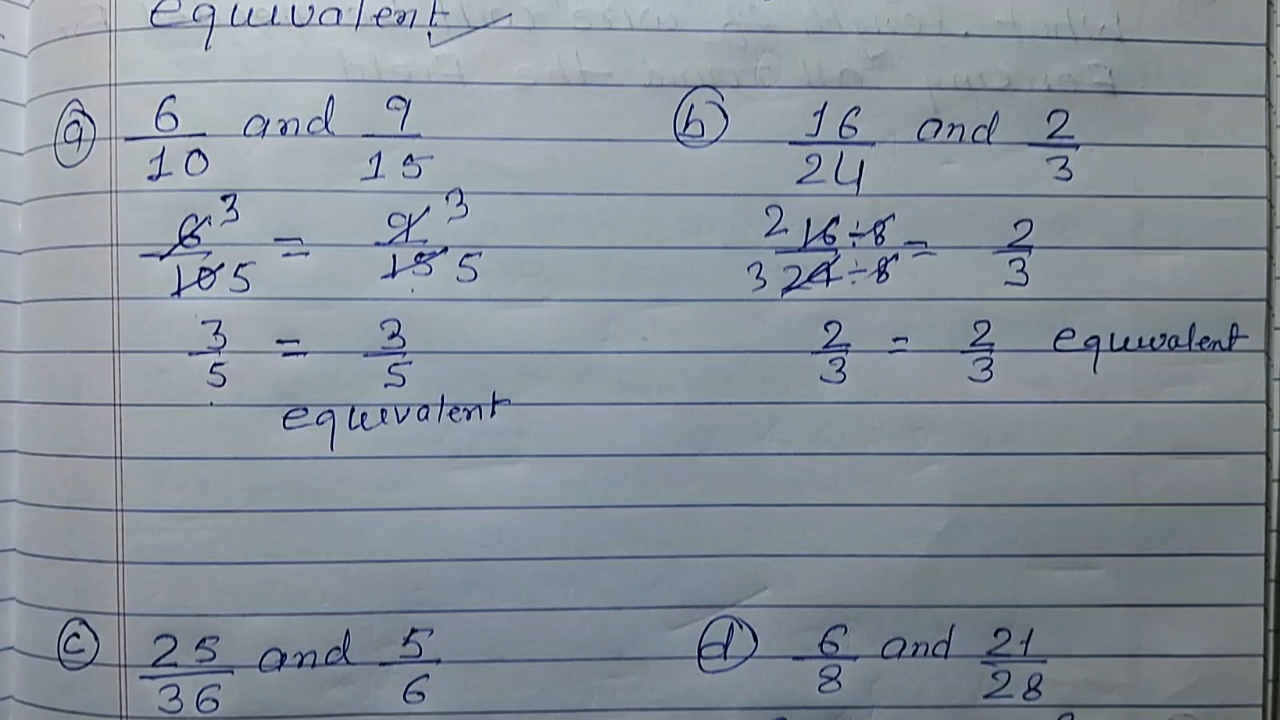 equivalent
(a) 6/10 and 9/15
6 3/10 5 = 9 3/15 5
3/5 = 3/5
equivalent
(b) 16/24 and 2/3
2 16÷8/3 24÷8 = 2/3
2/3 = 2/3 equivalent
(c) 25/36 and 5/6
(d) 6/8 and 21/28